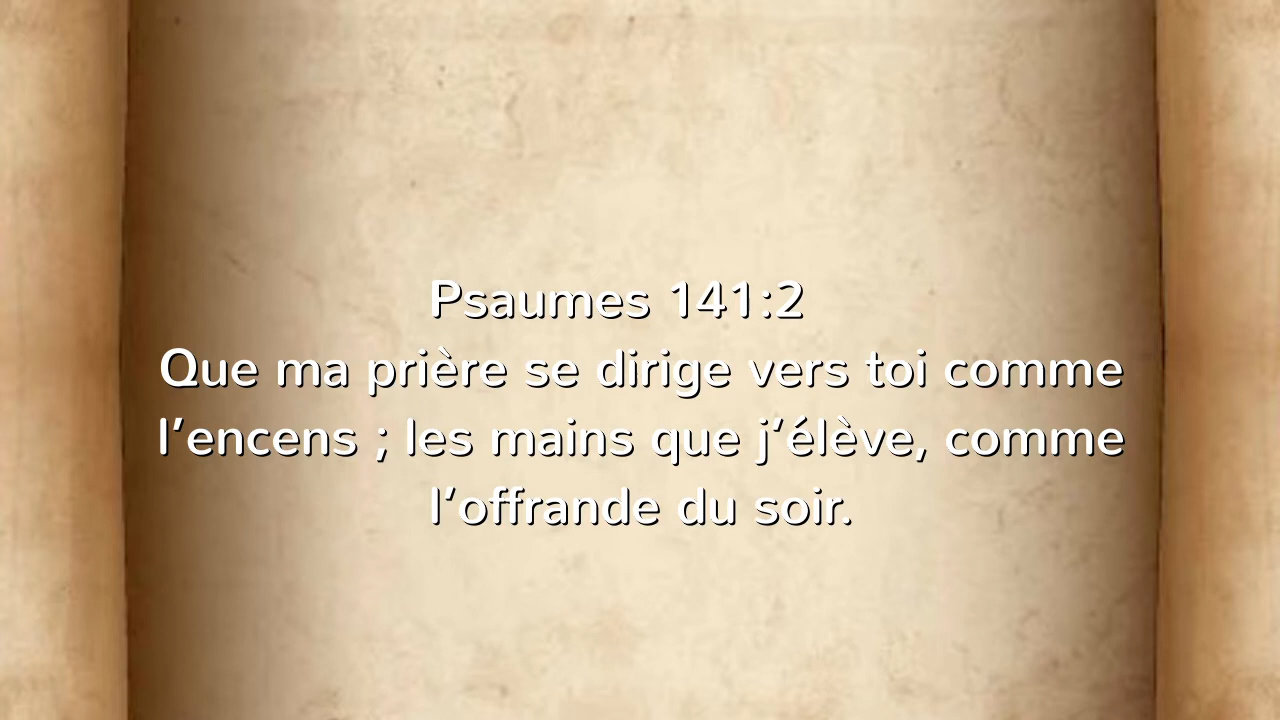 Psaumes 141:2
Que ma prière se dirige vers toi comme
l’encens ; les mains que j’élève, comme
l’offrande du soir.